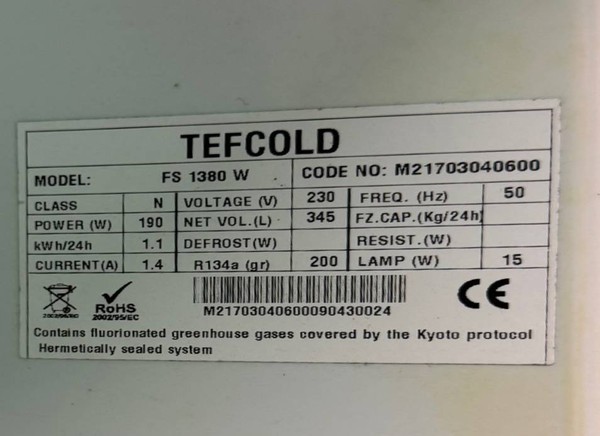 TEFCOLD
MODEL: FS 1380 W CODE NO: M21703040600
CLASS N VOLTAGE (V) 230 FREQ. (Hz) 50
POWER (W) 190 NET VOL.(L) 345 FZ.CAP.(Kg/24h)
kWh/24h 1.1 DEFROST(W) RESIST.(W)
CURRENT(A) 1.4 R134a (gr) 200 LAMP (W) 15
RoHS
2002/95/EC
M21703040600090430024
CE
Contains fluorionated greenhouse gases covered by the Kyoto protocol
Hermetically sealed system